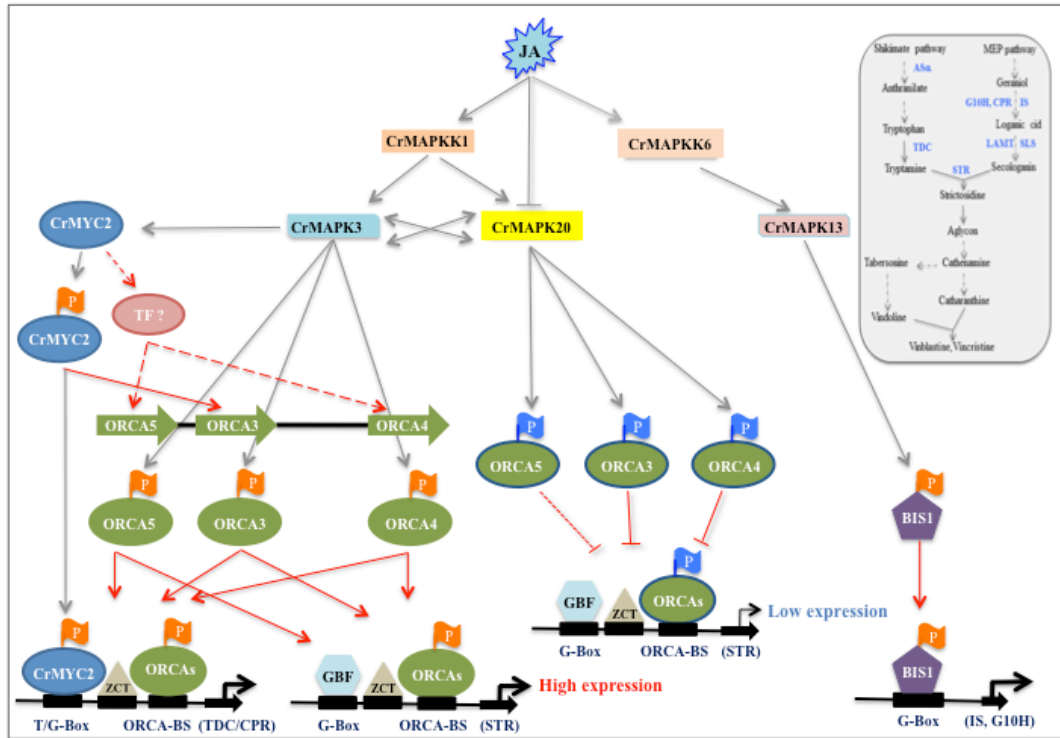 JA
Shikimate pathway MEP pathway
ASα
Anthranilate Geraniol
G10H, CPR IS
Tryptophan Loganic cid
TDC LAMT SLS
Tryptamine STR Secologanin
Strictosidine
Aglycon
Tabersonine Cathenamine
Catharanthine
Vindoline
Vinblastine, Vincristine
CrMAPKK1
CrMAPKK6
CrMYC2
CrMAPK3
CrMAPK20
CrMAPK13
P
CrMYC2
TF ?
ORCA5 ORCA3 ORCA4
P P P
ORCA5 ORCA3 ORCA4
P P P
ORCA5 ORCA3 ORCA4
P
BIS1
P
GBF ZCT ORCAs
Low expression
G-Box ORCA-BS (STR)
P P
CrMYC2 ZCT ORCAs
T/G-Box ORCA-BS (TDC/CPR)
P
GBF ZCT ORCAs
High expression
G-Box ORCA-BS (STR)
P
BIS1
G-Box (IS, G10H)